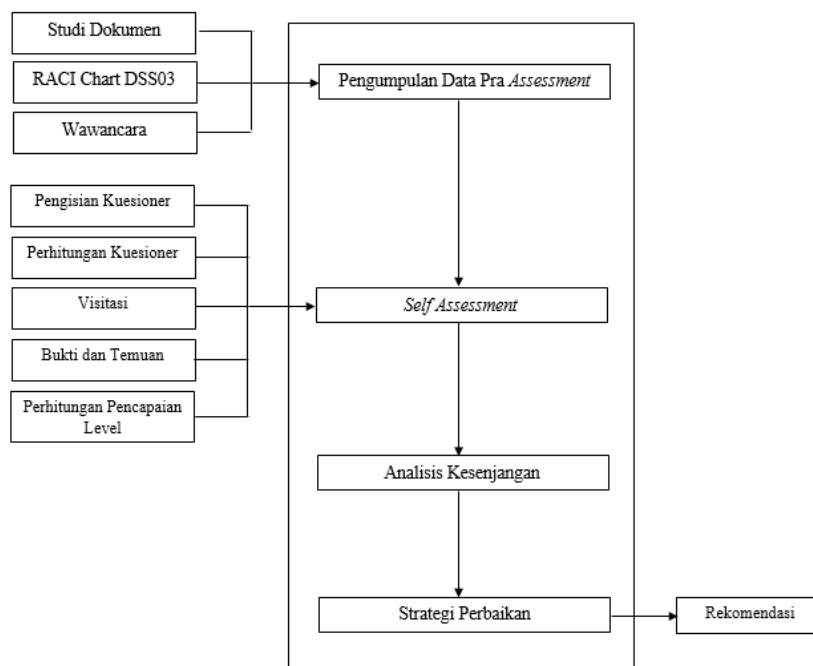 Studi Dokumen
RACI Chart DSS03
Wawancara
Pengumpulan Data Pra Assessment
Pengisian Kuesioner
Perhitungan Kuesioner
Visitasi
Bukti dan Temuan
Perhitungan Pencapaian
Level
Self Assessment
Analisis Kesenjangan
Strategi Perbaikan
Rekomendasi